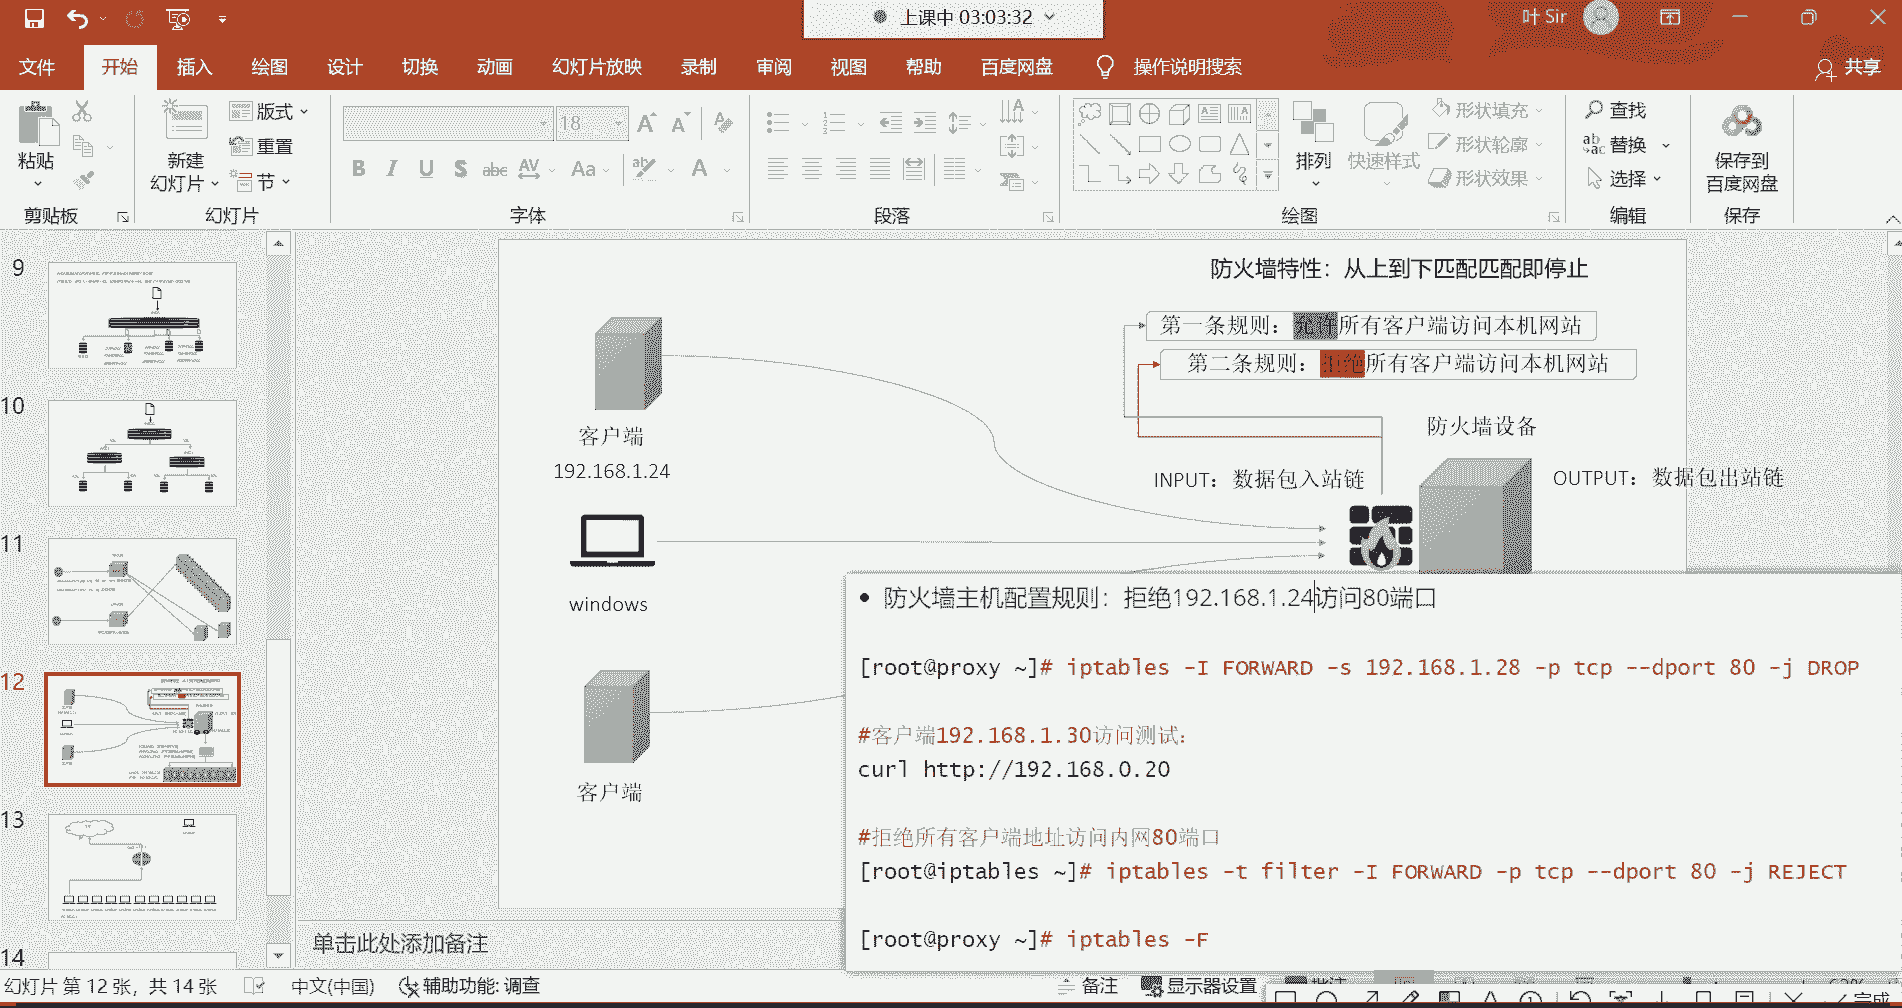 上课中 03:03:32
叶 Sir
文件 开始 插入 绘图 设计 切换 动画 幻灯片放映 录制 审阅 视图 帮助 百度网盘 操作说明搜索 共享
粘贴
剪贴板
新建
幻灯片
版式
重置
节
幻灯片
18
字体
段落
排列
快速样式
形状填充
形状轮廓
形状效果
绘图
查找
替换
选择
编辑
保存到
百度网盘
保存
9
10
11
12
13
14
防火墙特性：从上到下匹配匹配即停止
第一条规则：允许所有客户端访问本机网站
第二条规则：拒绝所有客户端访问本机网站
客户端
192.168.1.24
防火墙设备
INPUT：数据包入站链
OUTPUT：数据包出站链
windows
客户端
• 防火墙主机配置规则：拒绝192.168.1.24访问80端口
[root@proxy ~]# iptables -I FORWARD -s 192.168.1.28 -p tcp --dport 80 -j DROP
#客户端192.168.1.30访问测试:
curl http://192.168.0.20
#拒绝所有客户端地址访问内网80端口
[root@iptables ~]# iptables -t filter -I FORWARD -p tcp --dport 80 -j REJECT
[root@proxy ~]# iptables -F
单击此处添加备注
幻灯片 第 12 张，共 14 张 中文(中国) 辅助功能: 调查 备注 显示器设置
完成